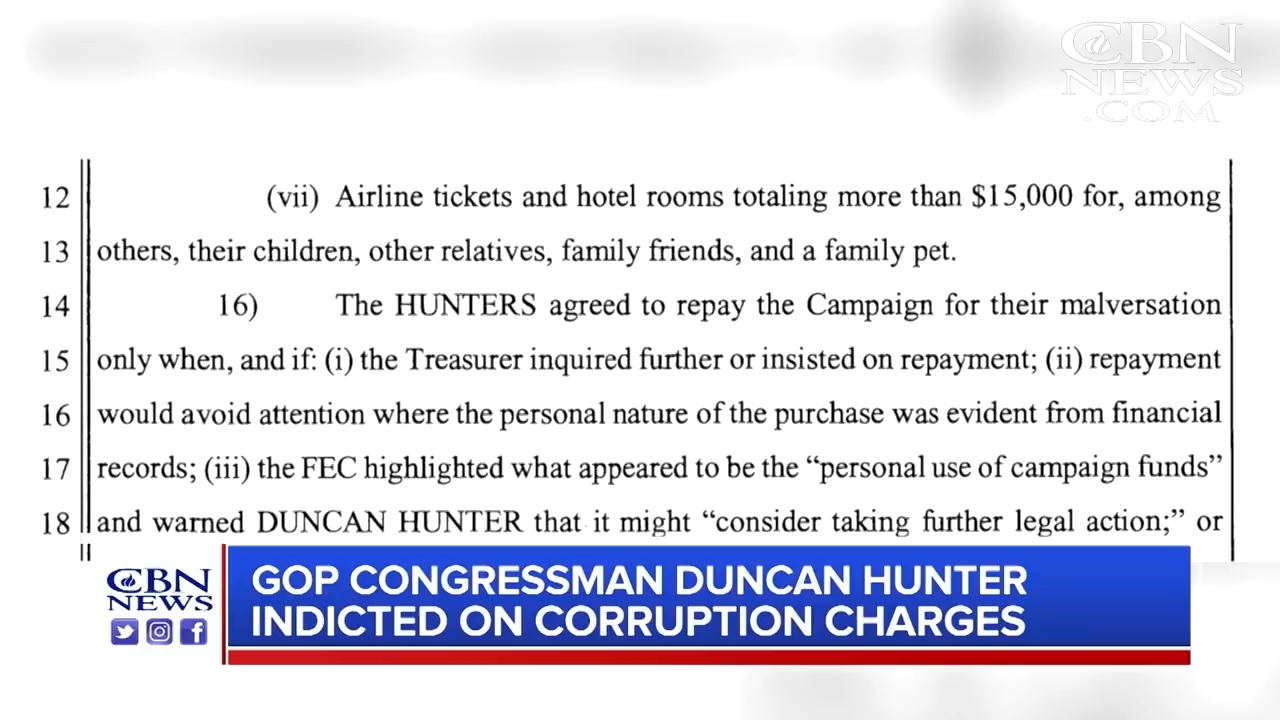 CBN
NEWS
.COM
12 (vii) Airline tickets and hotel rooms totaling more than $15,000 for, among
13 others, their children, other relatives, family friends, and a family pet.
14 16) The HUNTERS agreed to repay the Campaign for their malversation
15 only when, and if: (i) the Treasurer inquired further or insisted on repayment; (ii) repayment
16 would avoid attention where the personal nature of the purchase was evident from financial
17 records; (iii) the FEC highlighted what appeared to be the “personal use of campaign funds”
18 and warned DUNCAN HUNTER that it might “consider taking further legal action;” or
CBN
NEWS
GOP CONGRESSMAN DUNCAN HUNTER
INDICTED ON CORRUPTION CHARGES